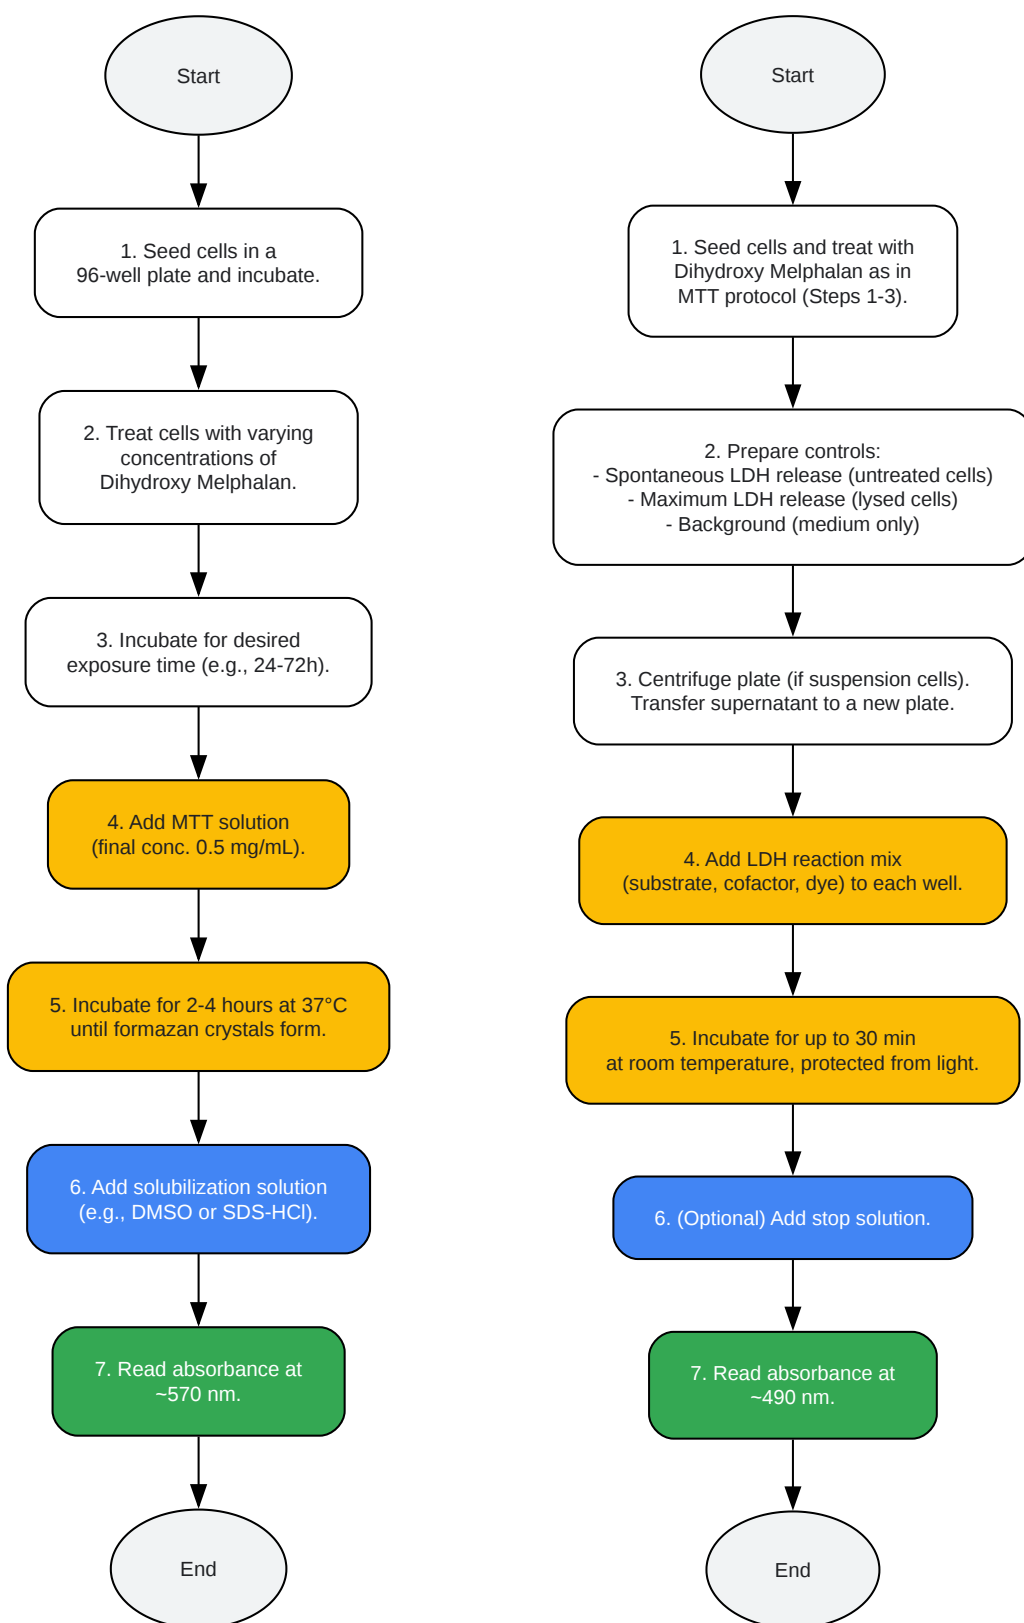 Start
1. Seed cells in a
96-well plate and incubate.
2. Treat cells with varying
concentrations of
Dihydroxy Melphalan.
3. Incubate for desired
exposure time (e.g., 24-72h).
4. Add MTT solution
(final conc. 0.5 mg/mL).
5. Incubate for 2-4 hours at 37°C
until formazan crystals form.
6. Add solubilization solution
(e.g., DMSO or SDS-HCl).
7. Read absorbance at
~570 nm.
End
Start
1. Seed cells and treat with
Dihydroxy Melphalan as in
MTT protocol (Steps 1-3).
2. Prepare controls:
- Spontaneous LDH release (untreated cells)
- Maximum LDH release (lysed cells)
- Background (medium only)
3. Centrifuge plate (if suspension cells).
Transfer supernatant to a new plate.
4. Add LDH reaction mix
(substrate, cofactor, dye) to each well.
5. Incubate for up to 30 min
at room temperature, protected from light.
6. (Optional) Add stop solution.
7. Read absorbance at
~490 nm.
End